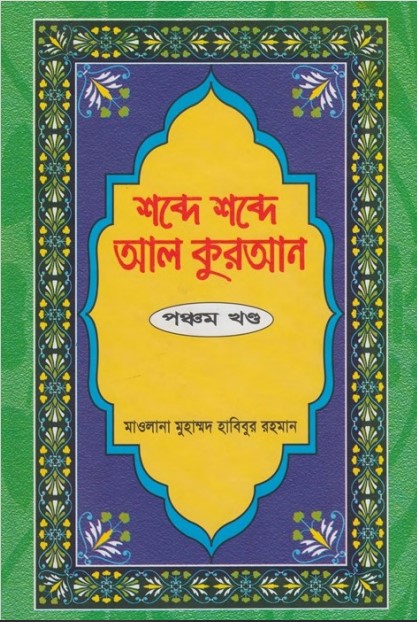 শব্দে শব্দে
আল কুরআন
পঞ্চম খণ্ড
মাওলানা মুহাম্মদ হাবিবুর রহমান